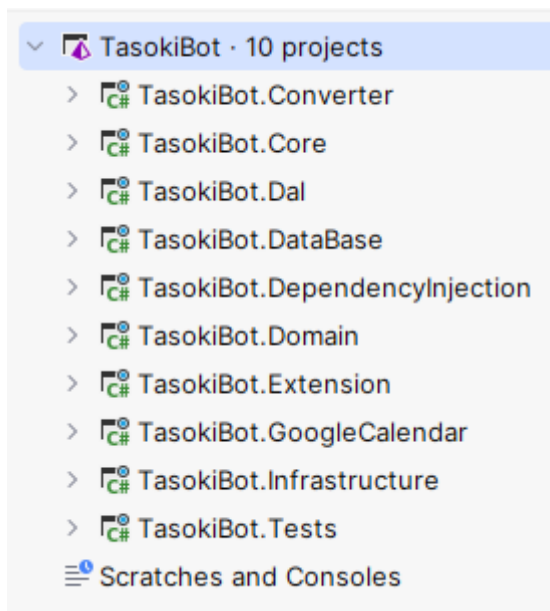 TasokiBot · 10 projects
TasokiBot.Converter
TasokiBot.Core
TasokiBot.Dal
TasokiBot.DataBase
TasokiBot.DependencyInjection
TasokiBot.Domain
TasokiBot.Extension
TasokiBot.GoogleCalendar
TasokiBot.Infrastructure
TasokiBot.Tests
Scratches and Consoles